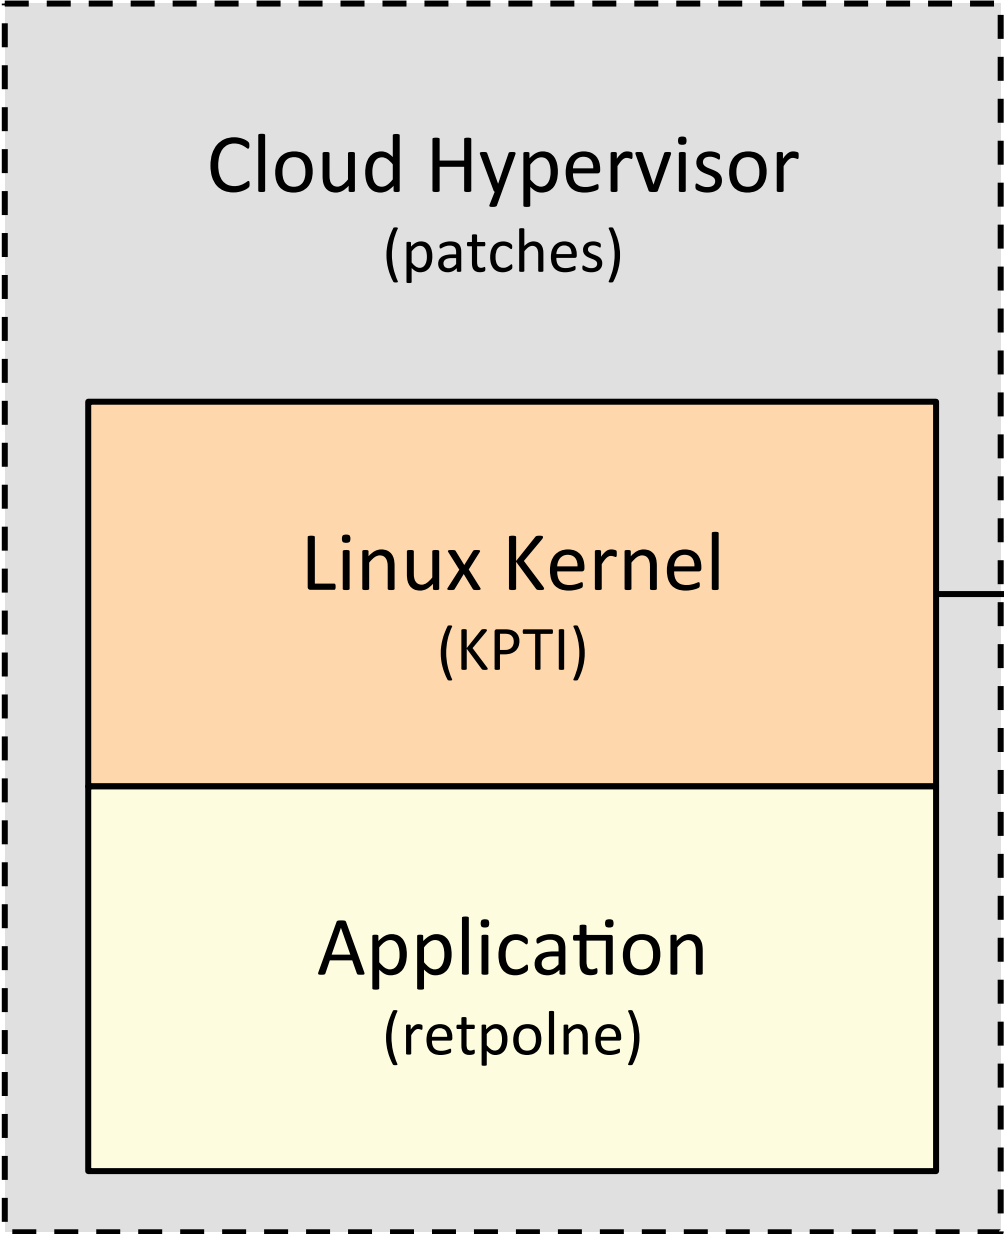 Cloud Hypervisor
(patches)
Linux Kernel
(KPTI)
Application
(retpolne)